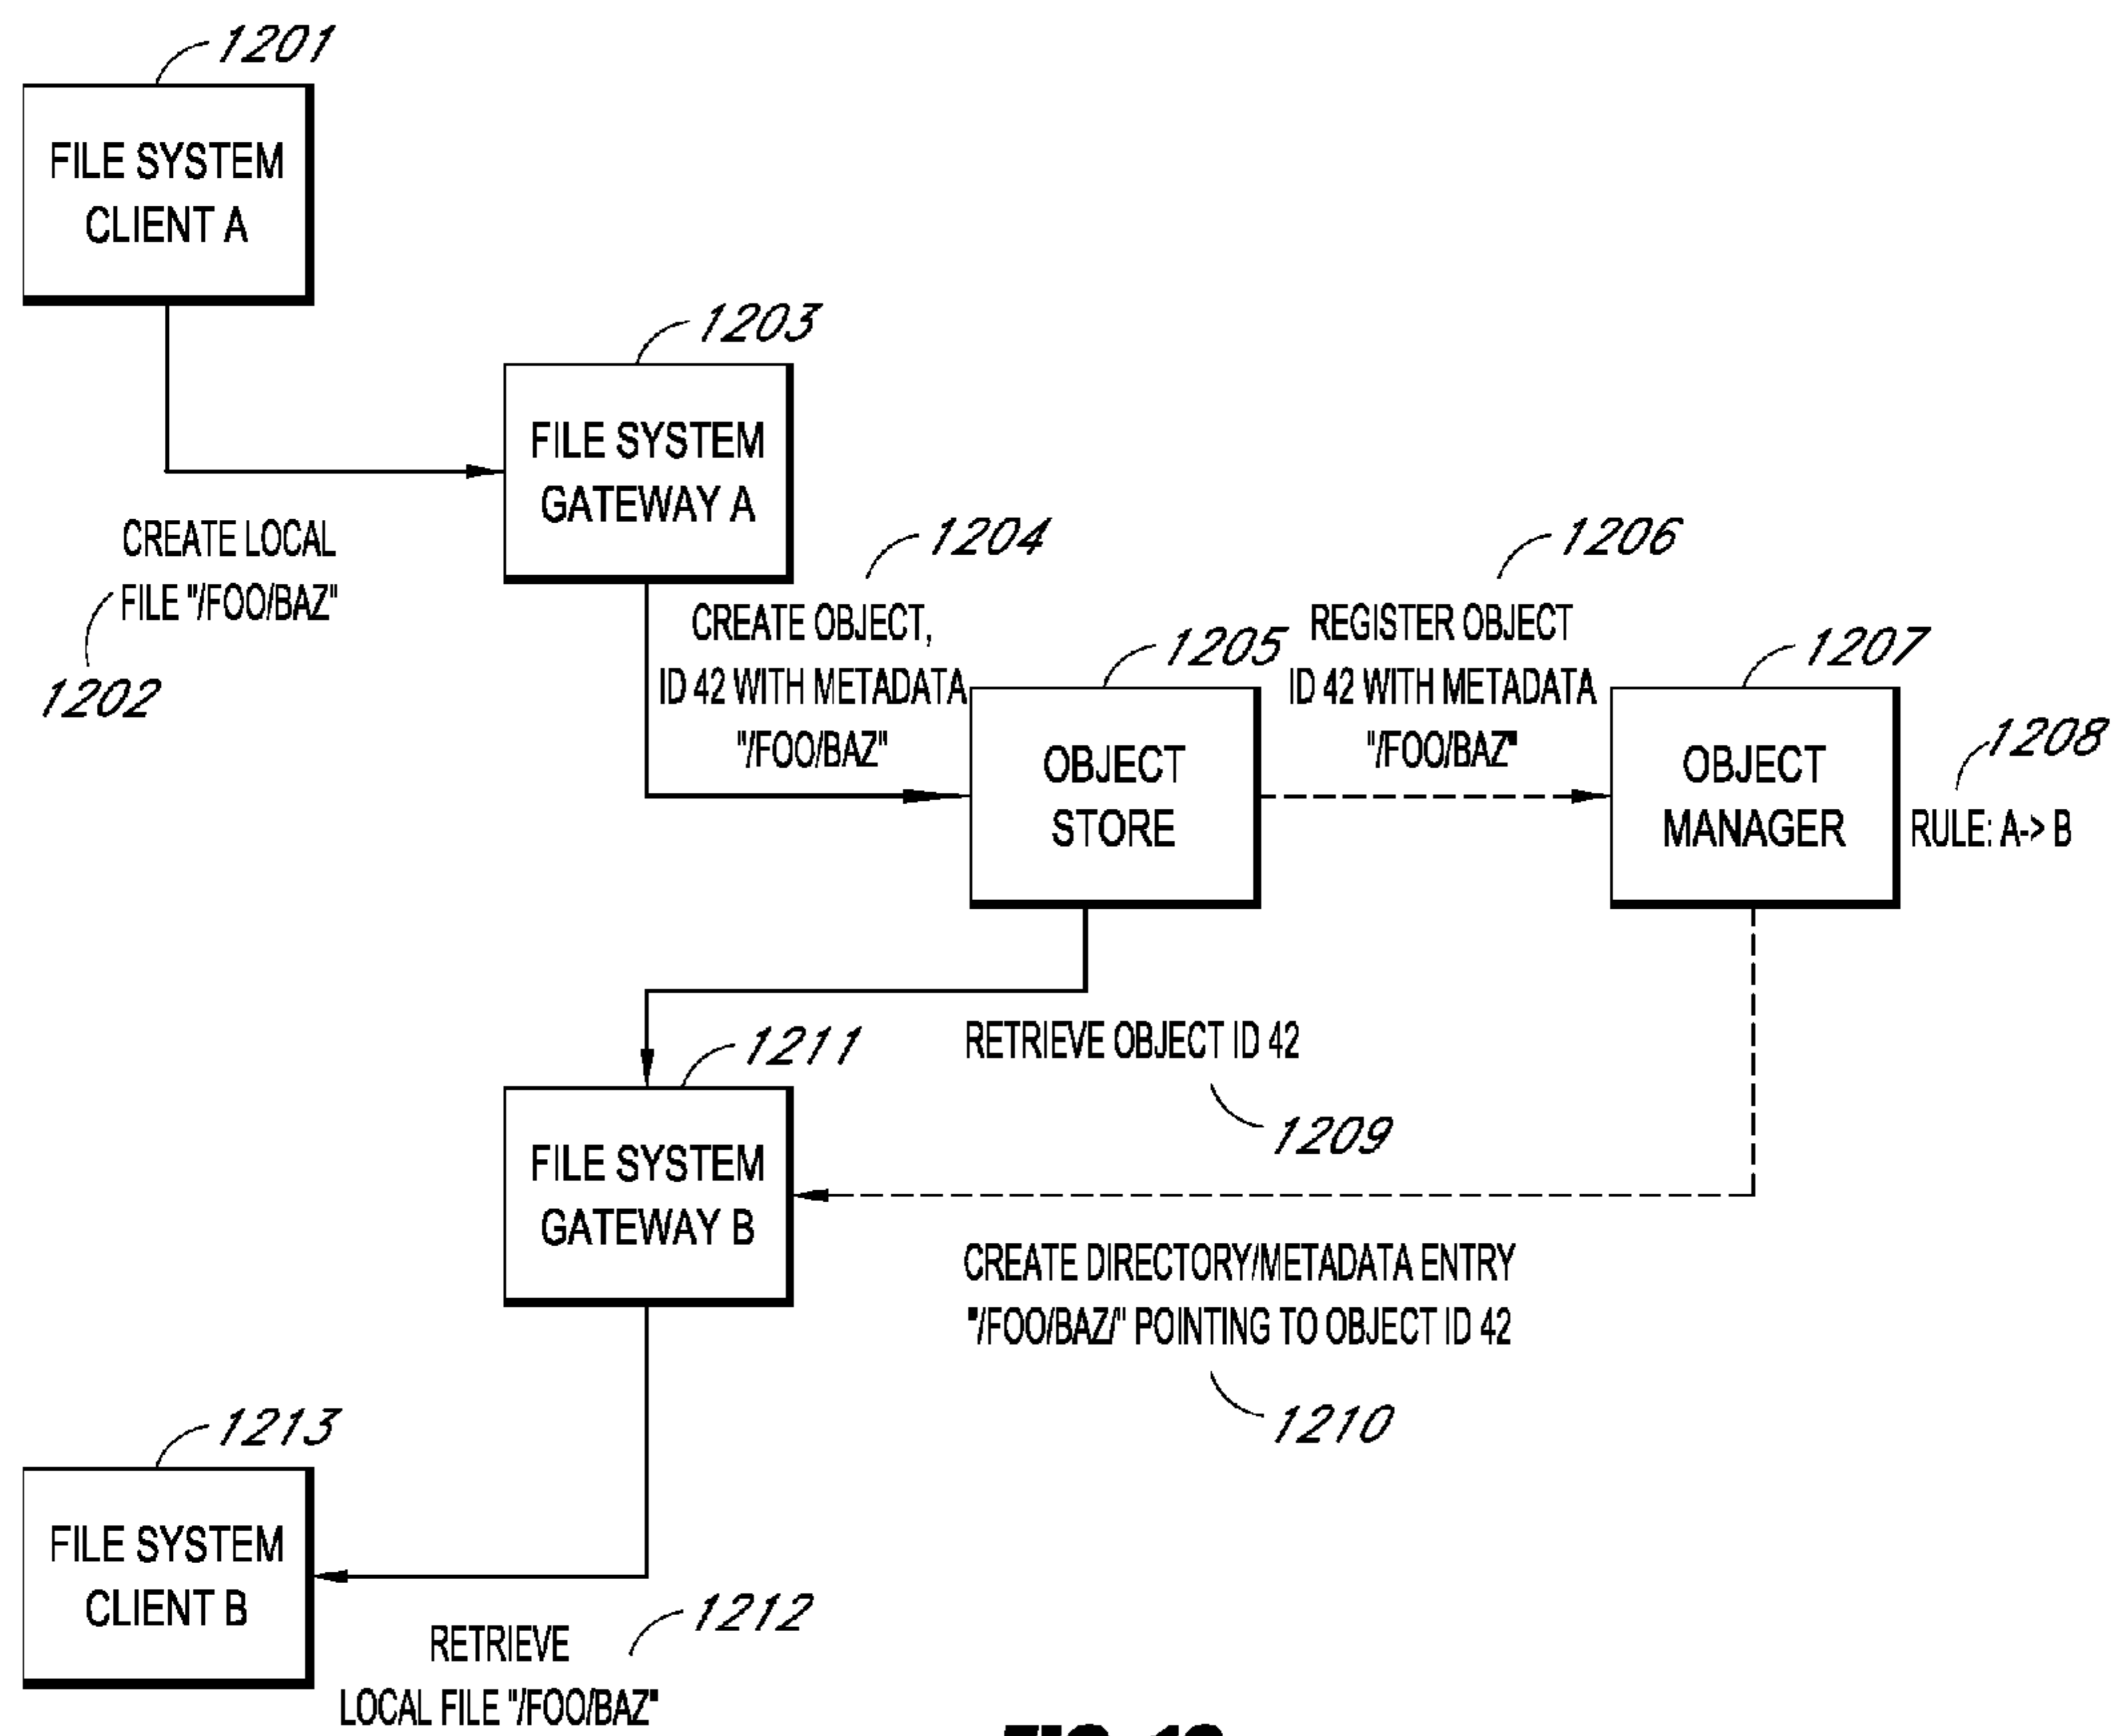 1201
FILE SYSTEM
CLIENT A
1203
FILE SYSTEM
GATEWAY A
CREATE LOCAL
FILE "/FOO/BAZ"
1202
1204
CREATE OBJECT,
ID 42 WITH METADATA
"/FOO/BAZ"
1205
OBJECT
STORE
1206
REGISTER OBJECT
ID 42 WITH METADATA
"/FOO/BAZ"
1207
OBJECT
MANAGER
1208
RULE: A-> B
1211
FILE SYSTEM
GATEWAY B
RETRIEVE OBJECT ID 42
1209
CREATE DIRECTORY/METADATA ENTRY
"/FOO/BAZ/" POINTING TO OBJECT ID 42
1210
1213
FILE SYSTEM
CLIENT B
1212
RETRIEVE
LOCAL FILE "/FOO/BAZ"